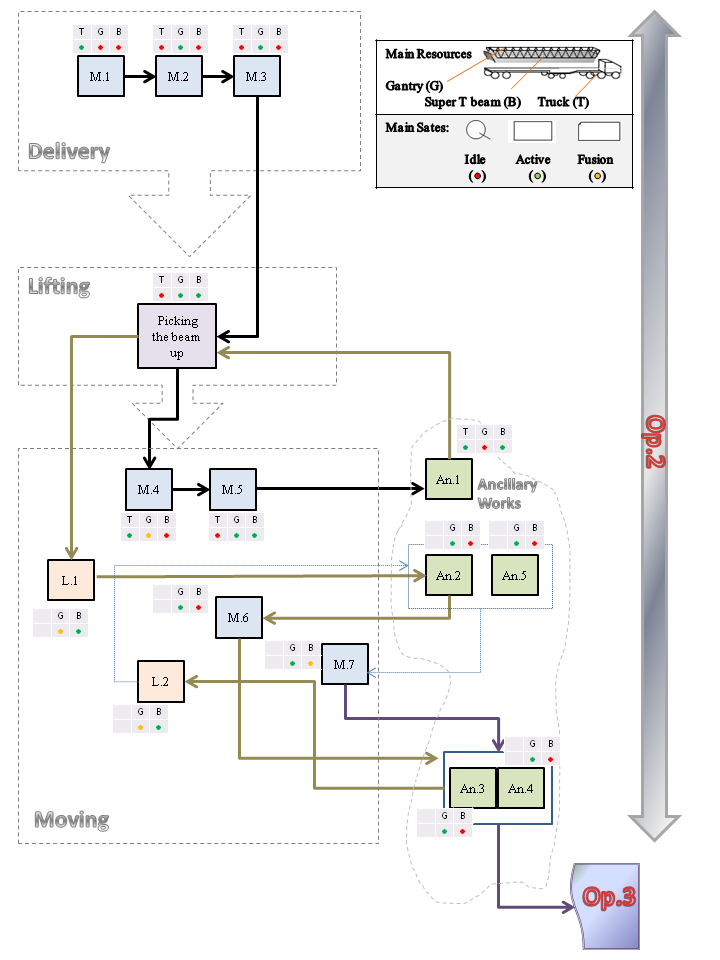 T G B
T G B
T G B
M.1
M.2
M.3
Delivery
Main Resources
Gantry (G)
Super T beam (B)
Truck (T)
Main Sates:
Idle
Active
Fusion
( )
( )
( )
Lifting
T G B
Picking
the beam
up
Op.2
T G B
An.1
Ancillary
Works
M.4
M.5
T G B
T G B
G B
G B
L.1
An.2
An.5
G B
M.6
G B
G B
M.7
L.2
G B
G B
An.3
An.4
G B
Moving
Op.3